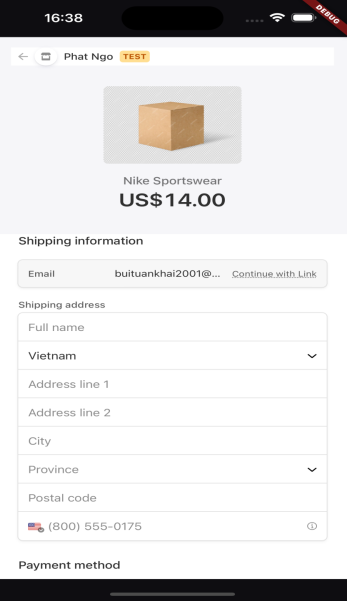 16:38
DEBUG
Phat Ngo TEST
Nike Sportswear
US$14.00
Shipping information
Email buituankhai2001@... Continue with Link
Shipping address
Full name
Vietnam
Address line 1
Address line 2
City
Province
Postal code
(800) 555-0175
Payment method